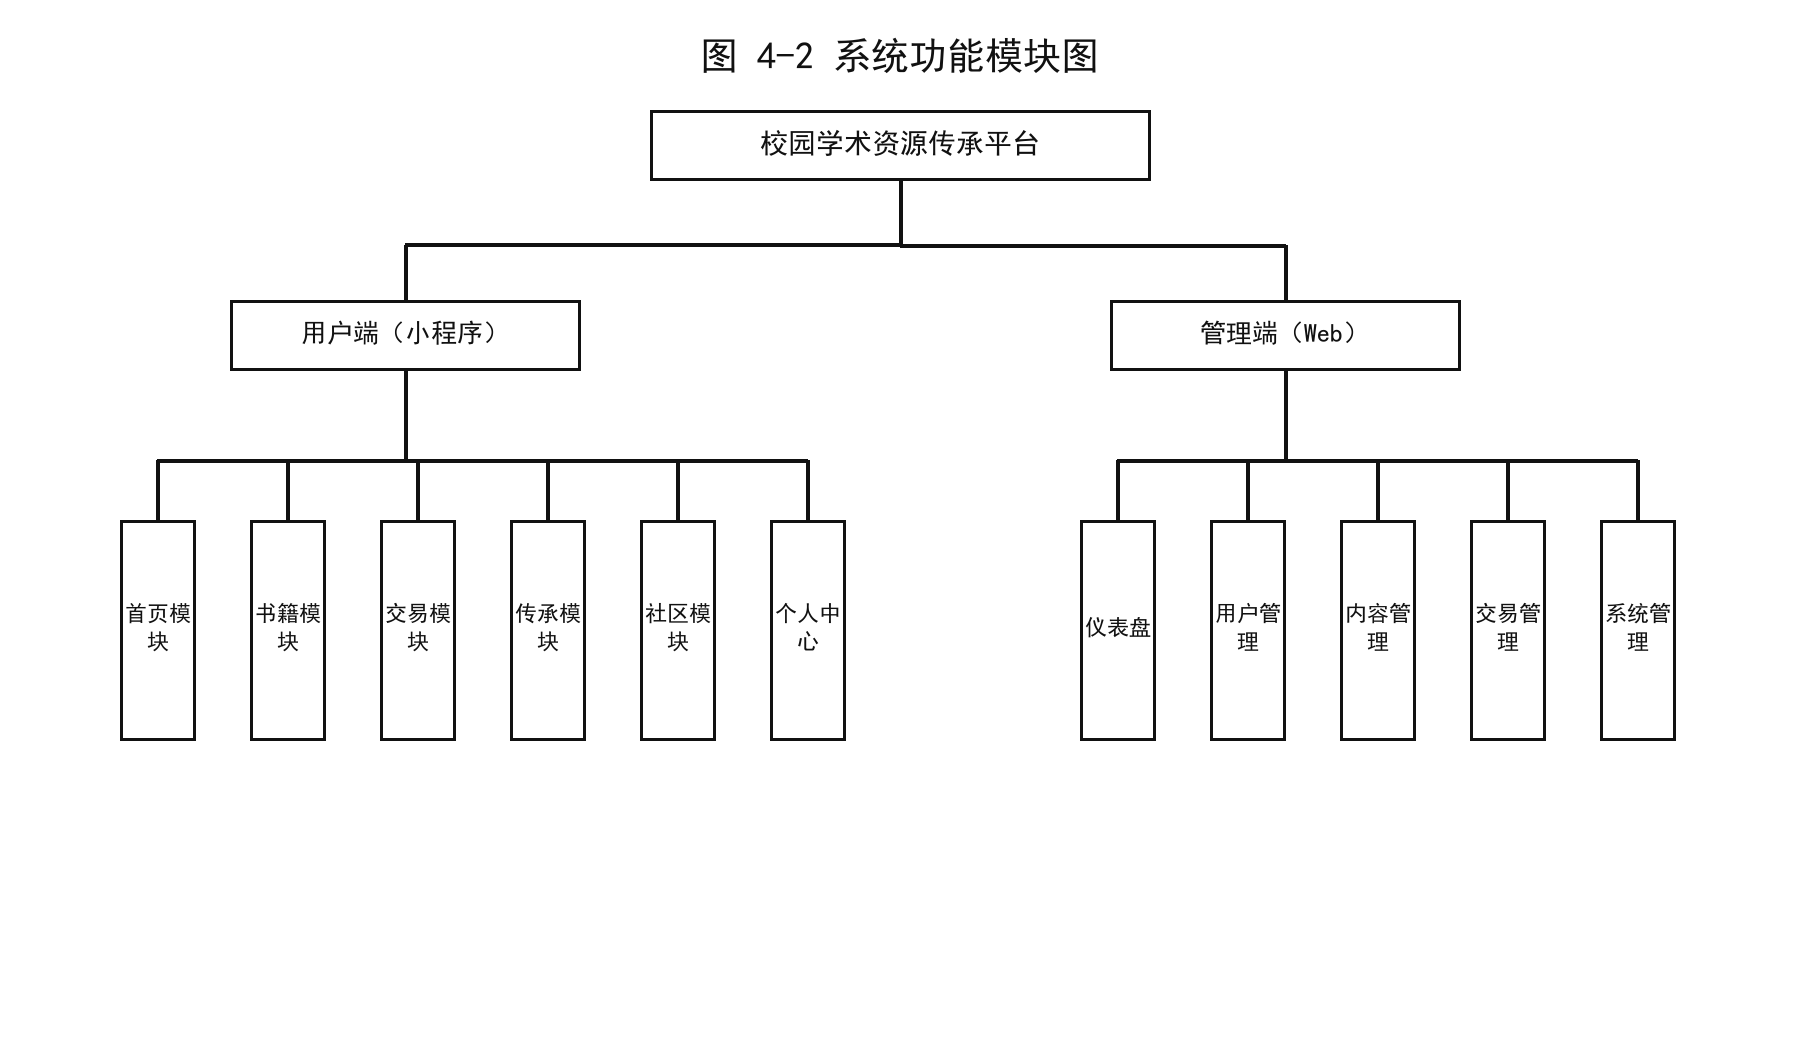 图 4-2 系统功能模块图
校园学术资源传承平台
用户端（小程序）
管理端（Web）
首页模
块
书籍模
块
交易模
块
传承模
块
社区模
块
个人中
心
仪表盘
用户管
理
内容管
理
交易管
理
系统管
理